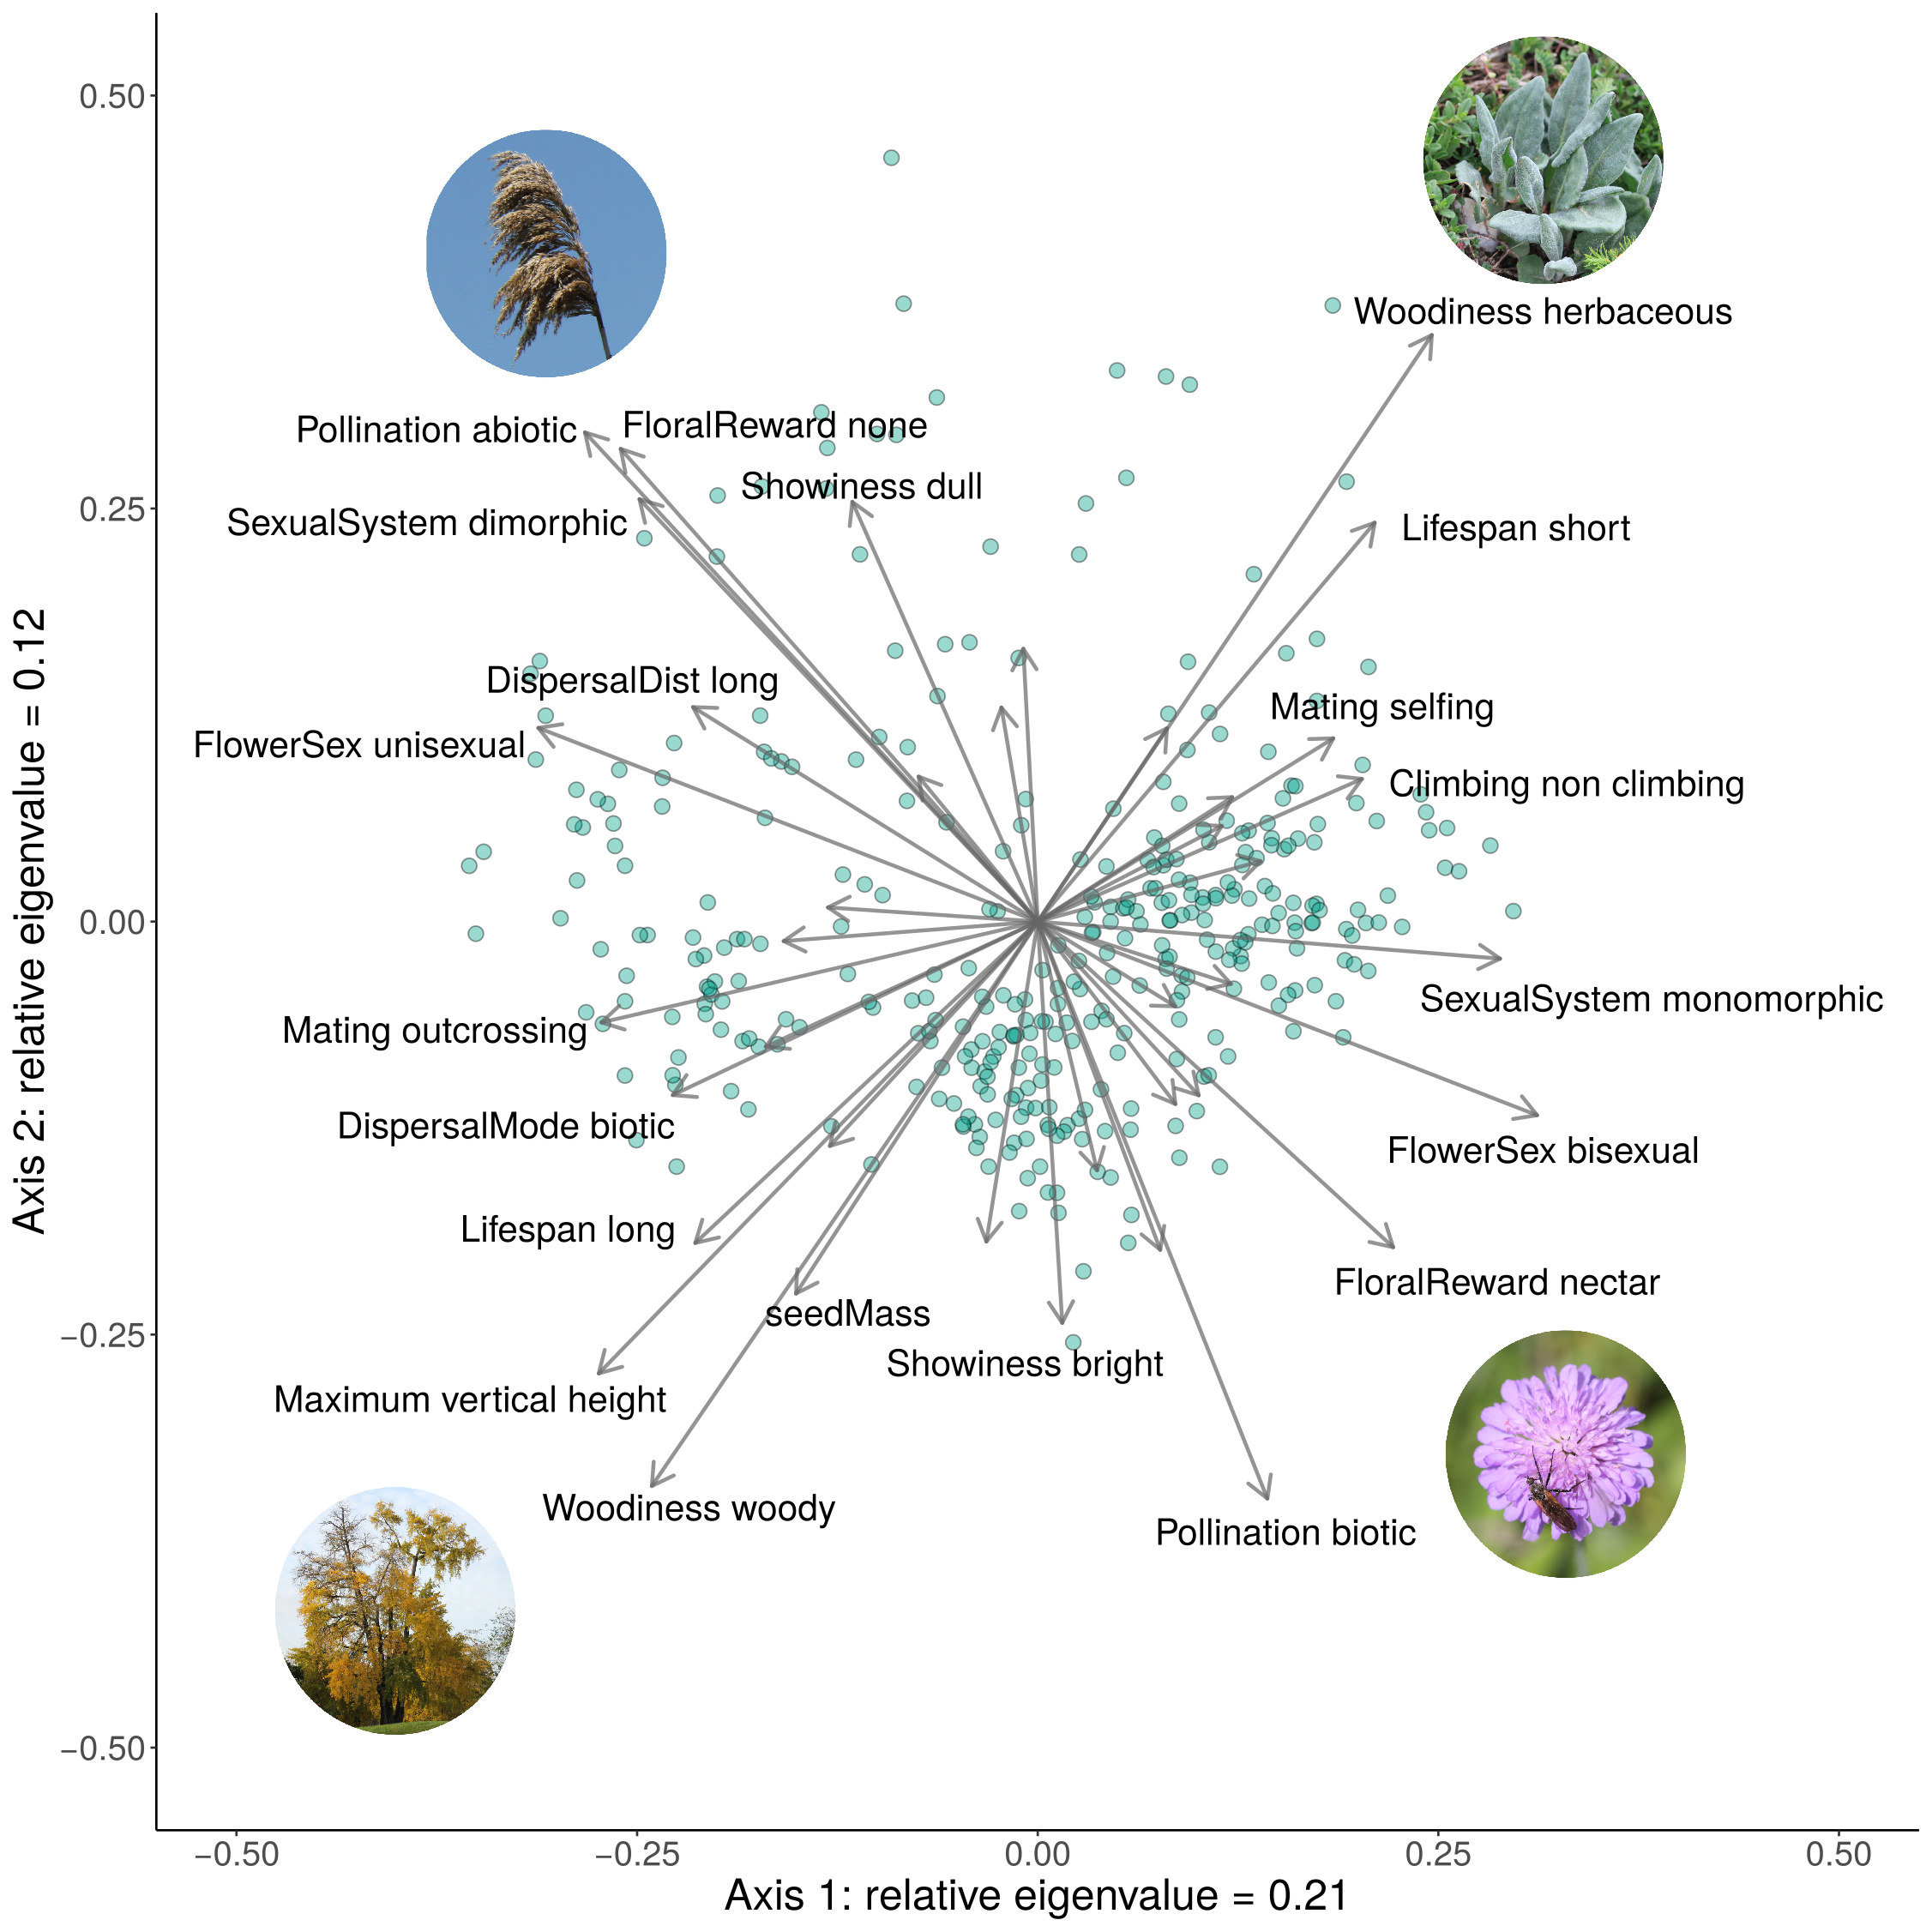 0.50
Woodiness herbaceous
Pollination abiotic
FloralReward none
Showiness dull
0.25
SexualSystem dimorphic
Lifespan short
DispersalDist long
Mating selfing
FlowerSex unisexual
Climbing non climbing
Axis 2: relative eigenvalue = 0.12
0.00
SexualSystem monomorphic
Mating outcrossing
DispersalMode biotic
FlowerSex bisexual
Lifespan long
FloralReward nectar
seedMass
−0.25
Showiness bright
Maximum vertical height
Woodiness woody
Pollination biotic
−0.50
−0.50
−0.25
0.00
0.25
0.50
Axis 1: relative eigenvalue = 0.21